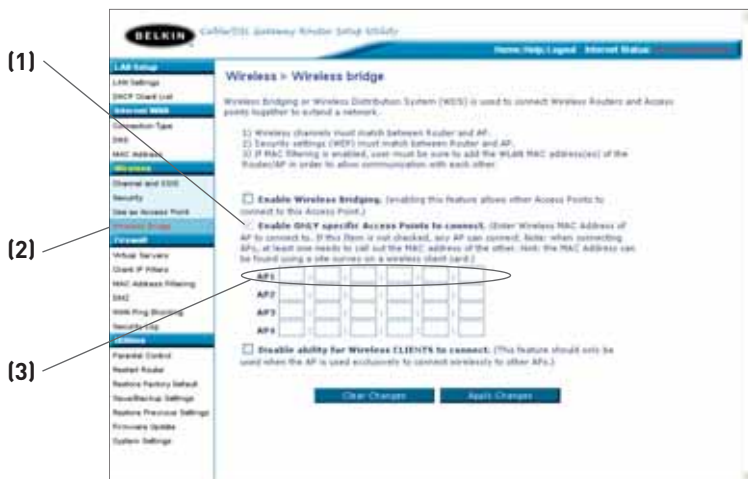 BELKIN
Cable/DSL Gateway Router Setup Utility
Home|Help|Logout Internet Status:
(1)
(2)
(3)
LAN Setup
LAN Settings
DHCP Client List
Internet WAN
Connection Type
DNS
MAC Address
Wireless
Channel and SSID
Security
Use as Access Point
Wireless Bridge
Firewall
Virtual Servers
Client IP Filters
MAC Address Filtering
DMZ
WAN Ping Blocking
Security Log
Utilities
Parental Control
Restart Router
Restore Factory Default
Save/Backup Settings
Restore Previous Settings
Firmware Update
System Settings
Wireless > Wireless bridge
Wireless Bridging or Wireless Distribution System (WDS) is used to connect Wireless Routers and Access
points together to extend a network.
1) Wireless channels must match between Router and AP.
2) Security settings (WEP) must match between Router and AP.
3) If MAC filtering is enabled, user must be sure to add the WLAN MAC address(es) of the
Router/AP in order to allow communication with each other.
Enable Wireless Bridging. (enabling this feature allows other Access Points to
connect to this Access Point.)
Enable ONLY specific Access Points to connect. (Enter Wireless MAC Address of
AP to connect to. If this item is not checked, any AP can connect. Note: when connecting
APs, at least one needs to call out the MAC address of the other. Hint: the MAC Address can
be found using a site survey on a wireless client card.)
AP1 : : : : :
AP2 : : : : :
AP3 : : : : :
AP4 : : : : :
Disable ability for Wireless CLIENTS to connect. (This feature should only be
used when the AP is used exclusively to connect wirelessly to other APs.)
Clear Changes
Apply Changes